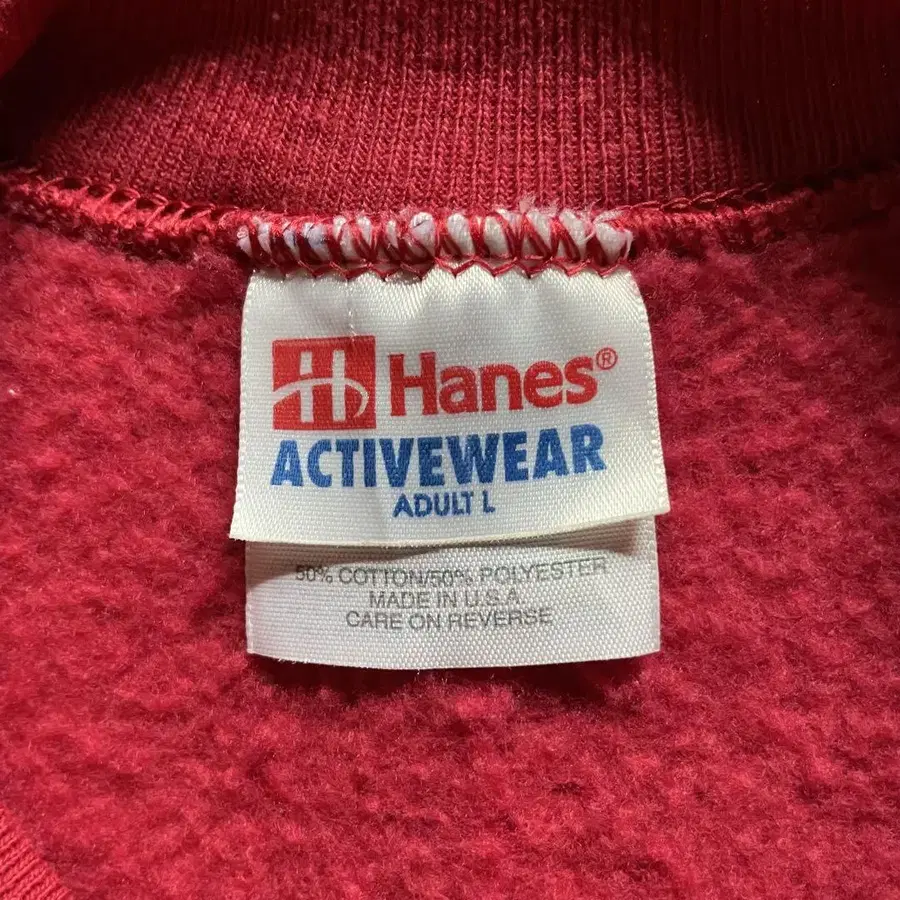 H Hanes®
ACTIVEWEAR
ADULT L
50% COTTON/50% POLYESTER
MADE IN U.S.A.
CARE ON REVERSE